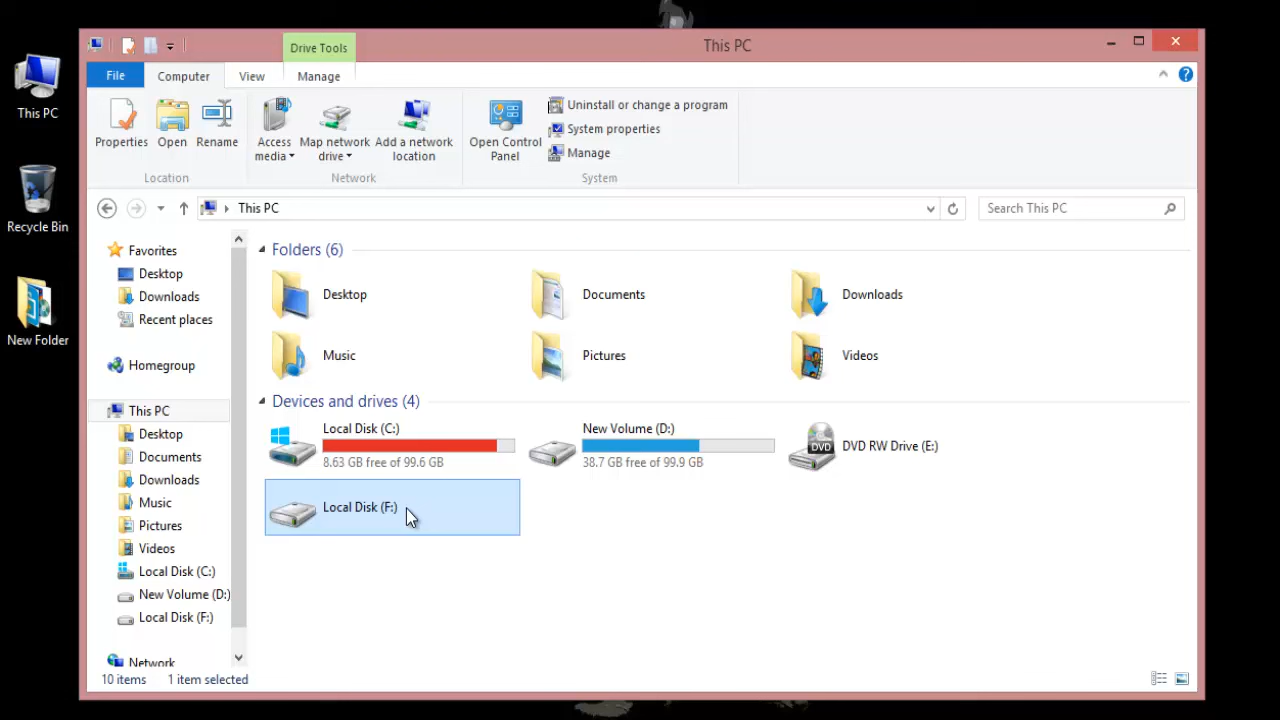 This PC
Recycle Bin
New Folder
Drive Tools
This PC
File
Computer
View
Manage
Properties
Open
Rename
Access media
Map network drive
Add a network location
Open Control Panel
Uninstall or change a program
System properties
Manage
Location
Network
System
This PC
Search This PC
Favorites
Desktop
Downloads
Recent places
Homegroup
This PC
Desktop
Documents
Downloads
Music
Pictures
Videos
Local Disk (C:)
New Volume (D:)
Local Disk (F:)
Network
Folders (6)
Desktop
Documents
Downloads
Music
Pictures
Videos
Devices and drives (4)
Local Disk (C:)
8.63 GB free of 99.6 GB
New Volume (D:)
38.7 GB free of 99.9 GB
DVD
DVD RW Drive (E:)
Local Disk (F:)
10 items
1 item selected